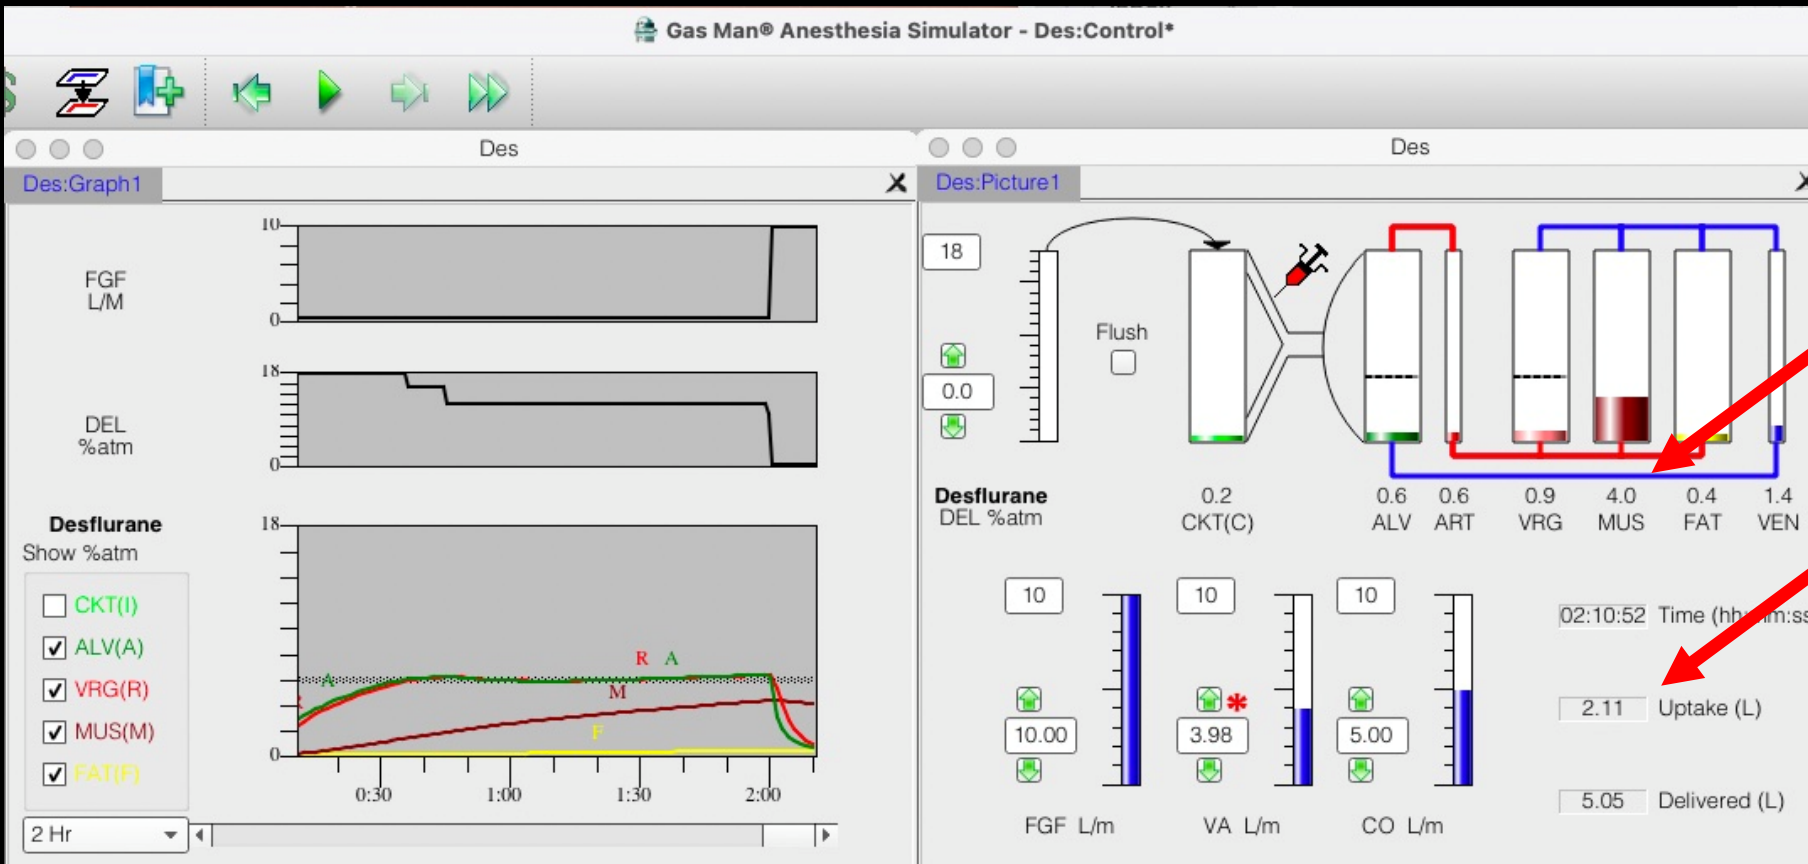 Gas Man® Anesthesia Simulator - Des:Control*
Des
Des:Graph1
FGF
L/M
10
0
DEL
%atm
18
0
Desflurane
Show %atm
CKT(I)
ALV(A)
VRG(R)
MUS(M)
FAT(F)
18
0
A
R A
M
F
0:30 1:00 1:30 2:00
2 Hr
Des
Des:Picture1
18
0.0
Flush
Desflurane
DEL %atm
0.2 0.6 0.6 0.9 4.0 0.4 1.4
CKT(C) ALV ART VRG MUS FAT VEN
10 10 10
10.00 3.98 5.00
FGF L/m VA L/m CO L/m
02:10:52 Time
2.11 Uptake (L)
5.05 Delivered (L)